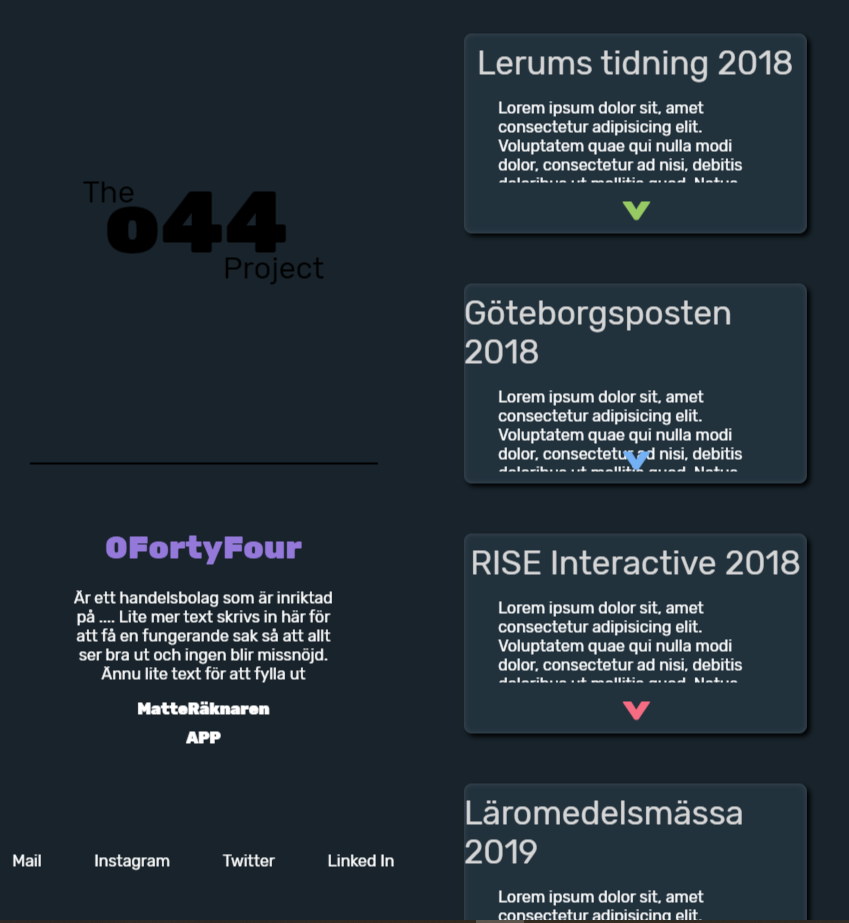 The
o44
Project
0FortyFour
Är ett handelsbolag som är inriktad
på .... Lite mer text skrivs in här för
att få en fungerande sak så att allt
ser bra ut och ingen blir missnöjd.
Ännu lite text för att fylla ut
MatteRäknaren
APP
Mail Instagram Twitter Linked In
Lerums tidning 2018
Lorem ipsum dolor sit, amet
consectetur adipisicing elit.
Voluptatem quae qui nulla modi
dolor, consectetur ad nisi, debitis
Göteborgsposten
2018
Lorem ipsum dolor sit, amet
consectetur adipisicing elit.
Voluptatem quae qui nulla modi
dolor, consectetur ad nisi, debitis
RISE Interactive 2018
Lorem ipsum dolor sit, amet
consectetur adipisicing elit.
Voluptatem quae qui nulla modi
dolor, consectetur ad nisi, debitis
Läromedelsmässa
2019
Lorem ipsum dolor sit, amet
consectetur adipisicing elit.